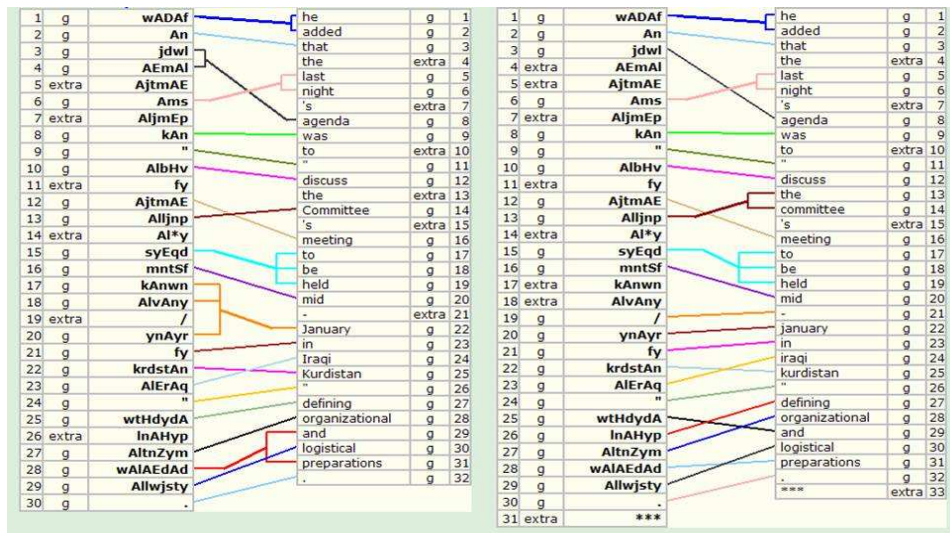 1 g wADAf
2 g An
3 g jdwl
4 g AEmAl
5 extra AjtmAE
6 g Ams
7 extra AljmEp
8 g kAn
9 g "
10 g AlbHv
11 extra fy
12 g AjtmAE
13 g Alljnp
14 extra Al*y
15 g syEqd
16 g mntSf
17 g kAnwn
18 g AlvAny
19 extra /
20 g ynAyr
21 g fy
22 g krdstAn
23 g AlErAq
24 g "
25 g wtHdydA
26 extra lnAHyp
27 g AltnZym
28 g wAlAEdAd
29 g Allwjsty
30 g .
he g 1
added g 2
that g 3
the extra 4
last g 5
night g 6
's extra 7
agenda g 8
was g 9
to extra 10
" g 11
discuss g 12
the extra 13
Committee g 14
's extra 15
meeting g 16
to g 17
be g 18
held g 19
mid g 20
- extra 21
January g 22
in g 23
Iraqi g 24
Kurdistan g 25
" g 26
defining g 27
organizational g 28
and g 29
logistical g 30
preparations g 31
. g 32
1 g wADAf
2 g An
3 g jdwl
4 extra AEmAl
5 extra AjtmAE
6 g Ams
7 extra AljmEp
8 g kAn
9 g "
10 g AlbHv
11 extra fy
12 g AjtmAE
13 g Alljnp
14 extra Al*y
15 g syEqd
16 g mntSf
17 extra kAnwn
18 extra AlvAny
19 g /
20 g ynAyr
21 g fy
22 g krdstAn
23 g AlErAq
24 g "
25 g wtHdydA
26 g lnAHyp
27 g AltnZym
28 g wAlAEdAd
29 g Allwjsty
30 g .
31 extra ***
he g 1
added g 2
that g 3
the extra 4
last g 5
night g 6
's extra 7
agenda g 8
was g 9
to extra 10
" g 11
discuss g 12
the g 13
committee g 14
's extra 15
meeting g 16
to g 17
be g 18
held g 19
mid g 20
- g 21
january g 22
in g 23
iraqi g 24
kurdistan g 25
" g 26
defining g 27
organizational g 28
and g 29
logistical g 30
preparations g 31
. g 32
*** extra 33